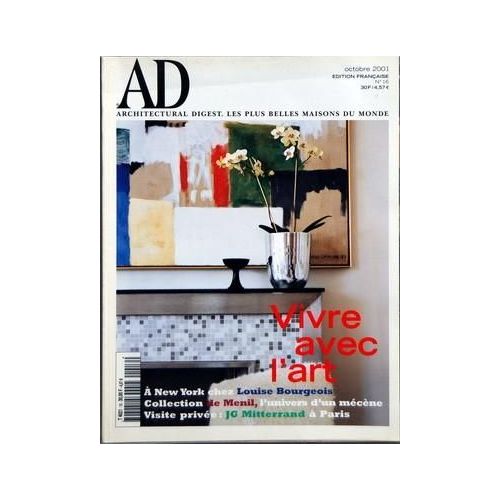 AD
octobre 2001
EDITION FRANÇAISE
N° 16
30F : 4,57 €
ARCHITECTURAL DIGEST. LES PLUS BELLES MAISONS DU MONDE
Vivre
avec
l'art
À New York chez Louise Bourgeois
Collection de Menil, l'univers d'un mécène
Visite privée : JG Mitterrand à Paris